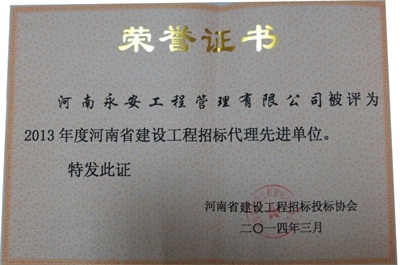 荣誉证书
河南永安工程管理有限公司被评为
2013年度河南省建设工程招标代理先进单位。
特发此证
河南省建设工程招标投标协会
二〇一四年三月